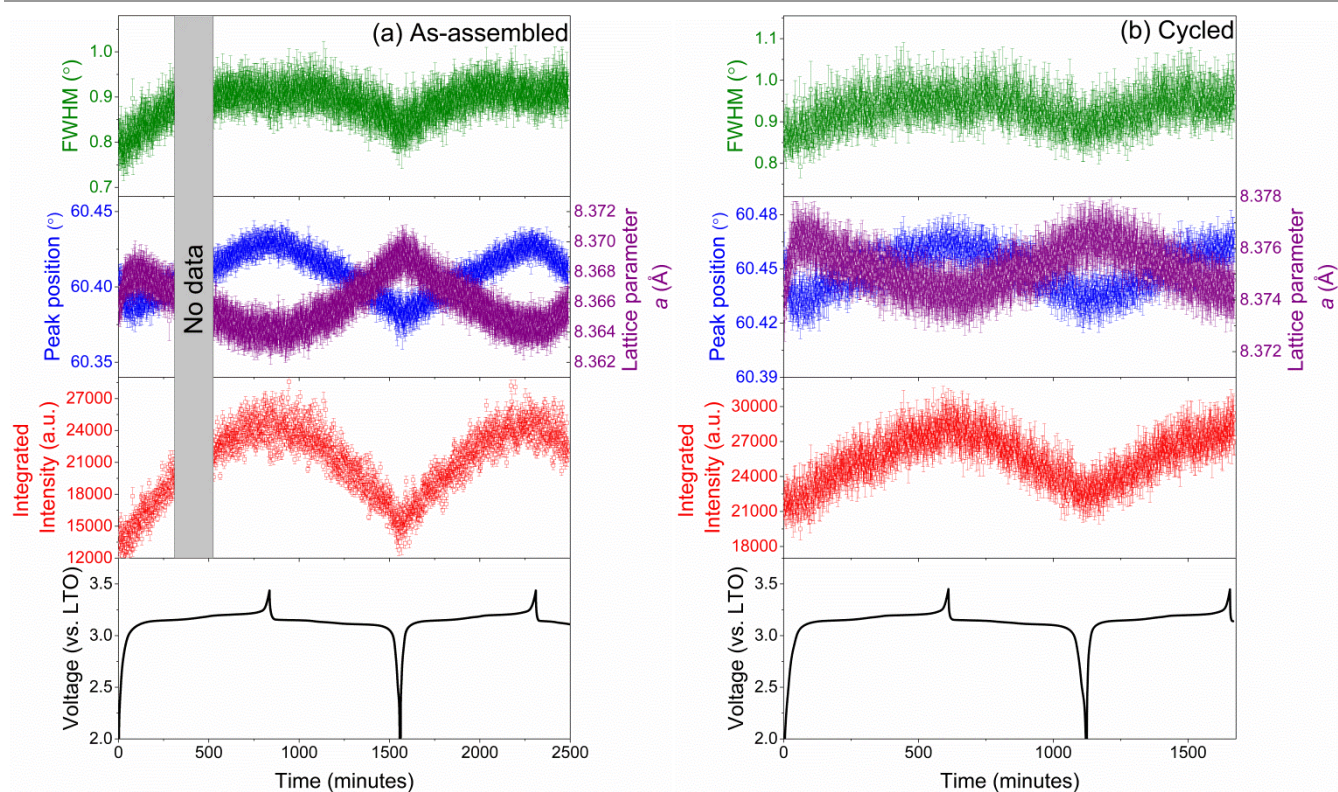 (a) As-assembled
FWHM (°)
1.0
0.9
0.8
0.7
No data
Peak position (°)
60.45
60.40
60.35
8.372
8.370
8.368
8.366
8.364
8.362
Lattice parameter
a (Å)
Integrated
Intensity (a.u.)
27000
24000
21000
18000
15000
12000
Voltage (vs. LTO)
3.5
3.0
2.5
2.0
0
500
1000
1500
2000
2500
Time (minutes)
(b) Cycled
FWHM (°)
1.1
1.0
0.9
0.8
Peak position (°)
60.48
60.45
60.42
60.39
8.378
8.376
8.374
8.372
Lattice parameter
a (Å)
Integrated
Intensity (a.u.)
30000
27000
24000
21000
18000
Voltage (vs. LTO)
3.5
3.0
2.5
2.0
0
500
1000
1500
Time (minutes)